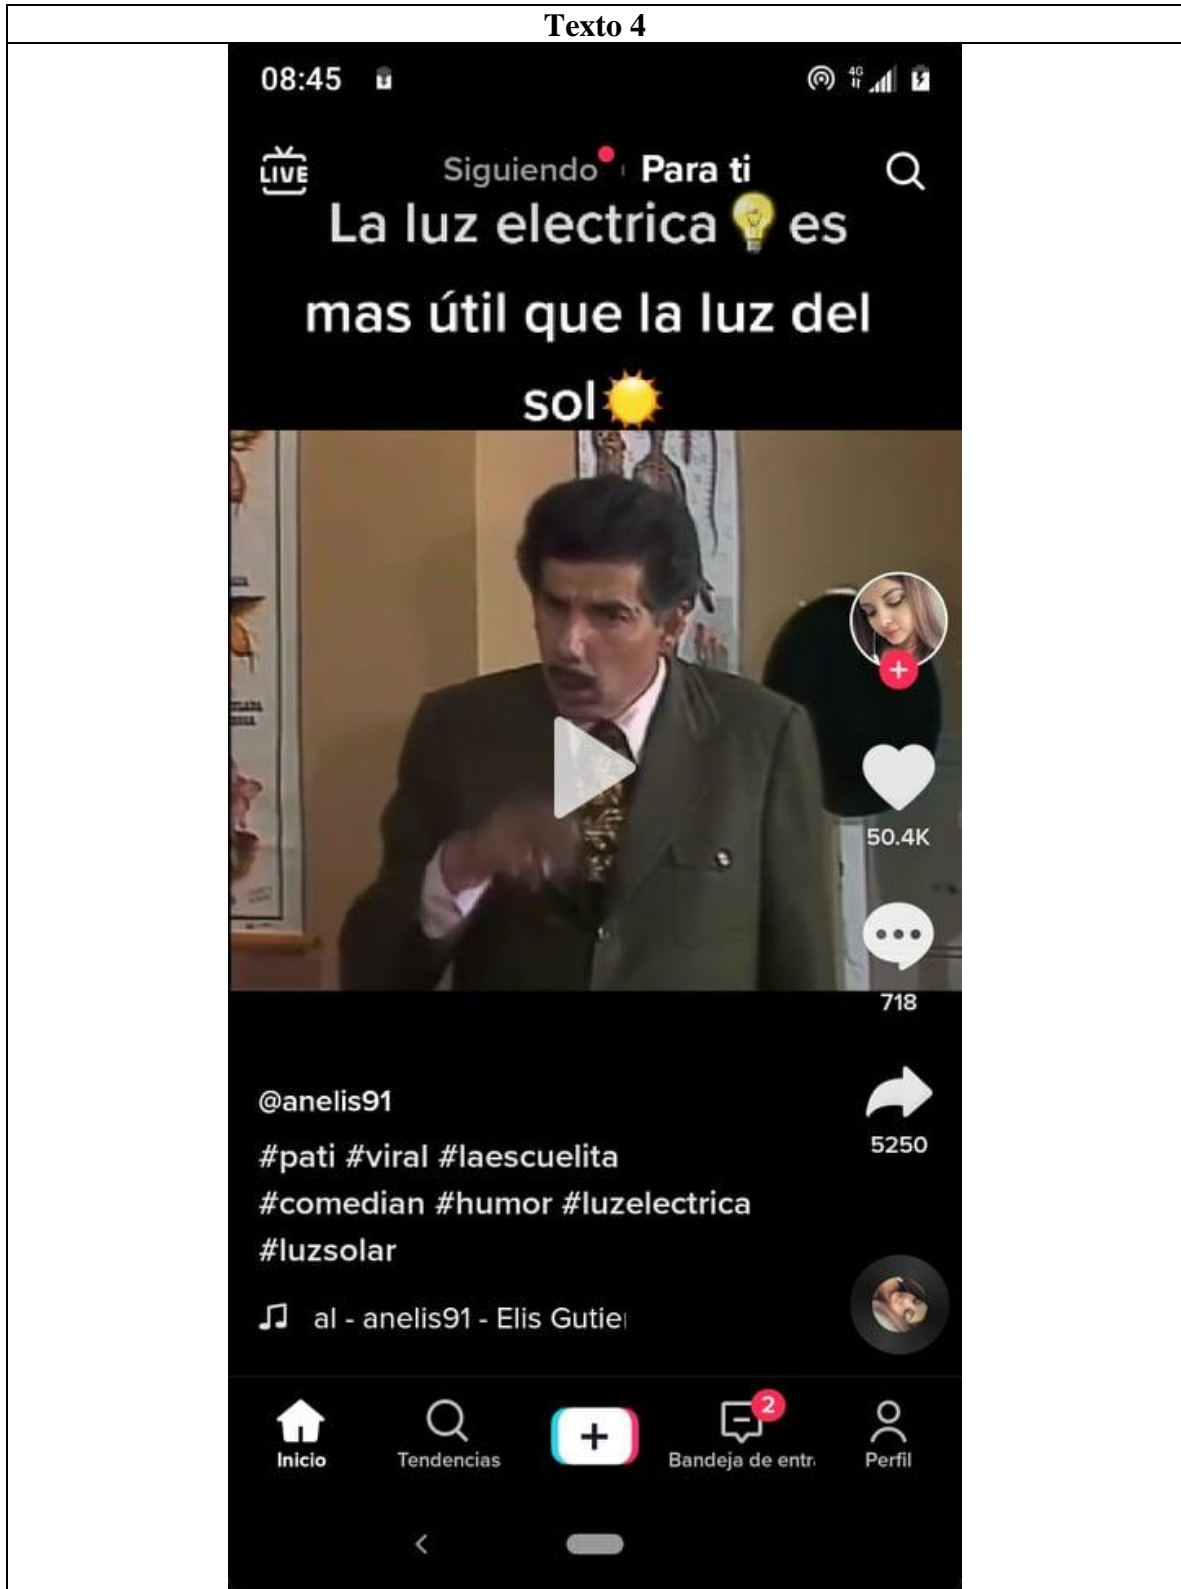 Texto 4
08:45
4G
LIVE
Siguiendo
Para ti
La luz electrica💡es
mas útil que la luz del
sol☀️
50.4K
718
@anelis91
5250
#pati #viral #laescuelita
#comedian #humor #luzelectrica
#luzsolar
al - anelis91 - Elis Gutie
2
Inicio
Tendencias
Bandeja de entr
Perfil